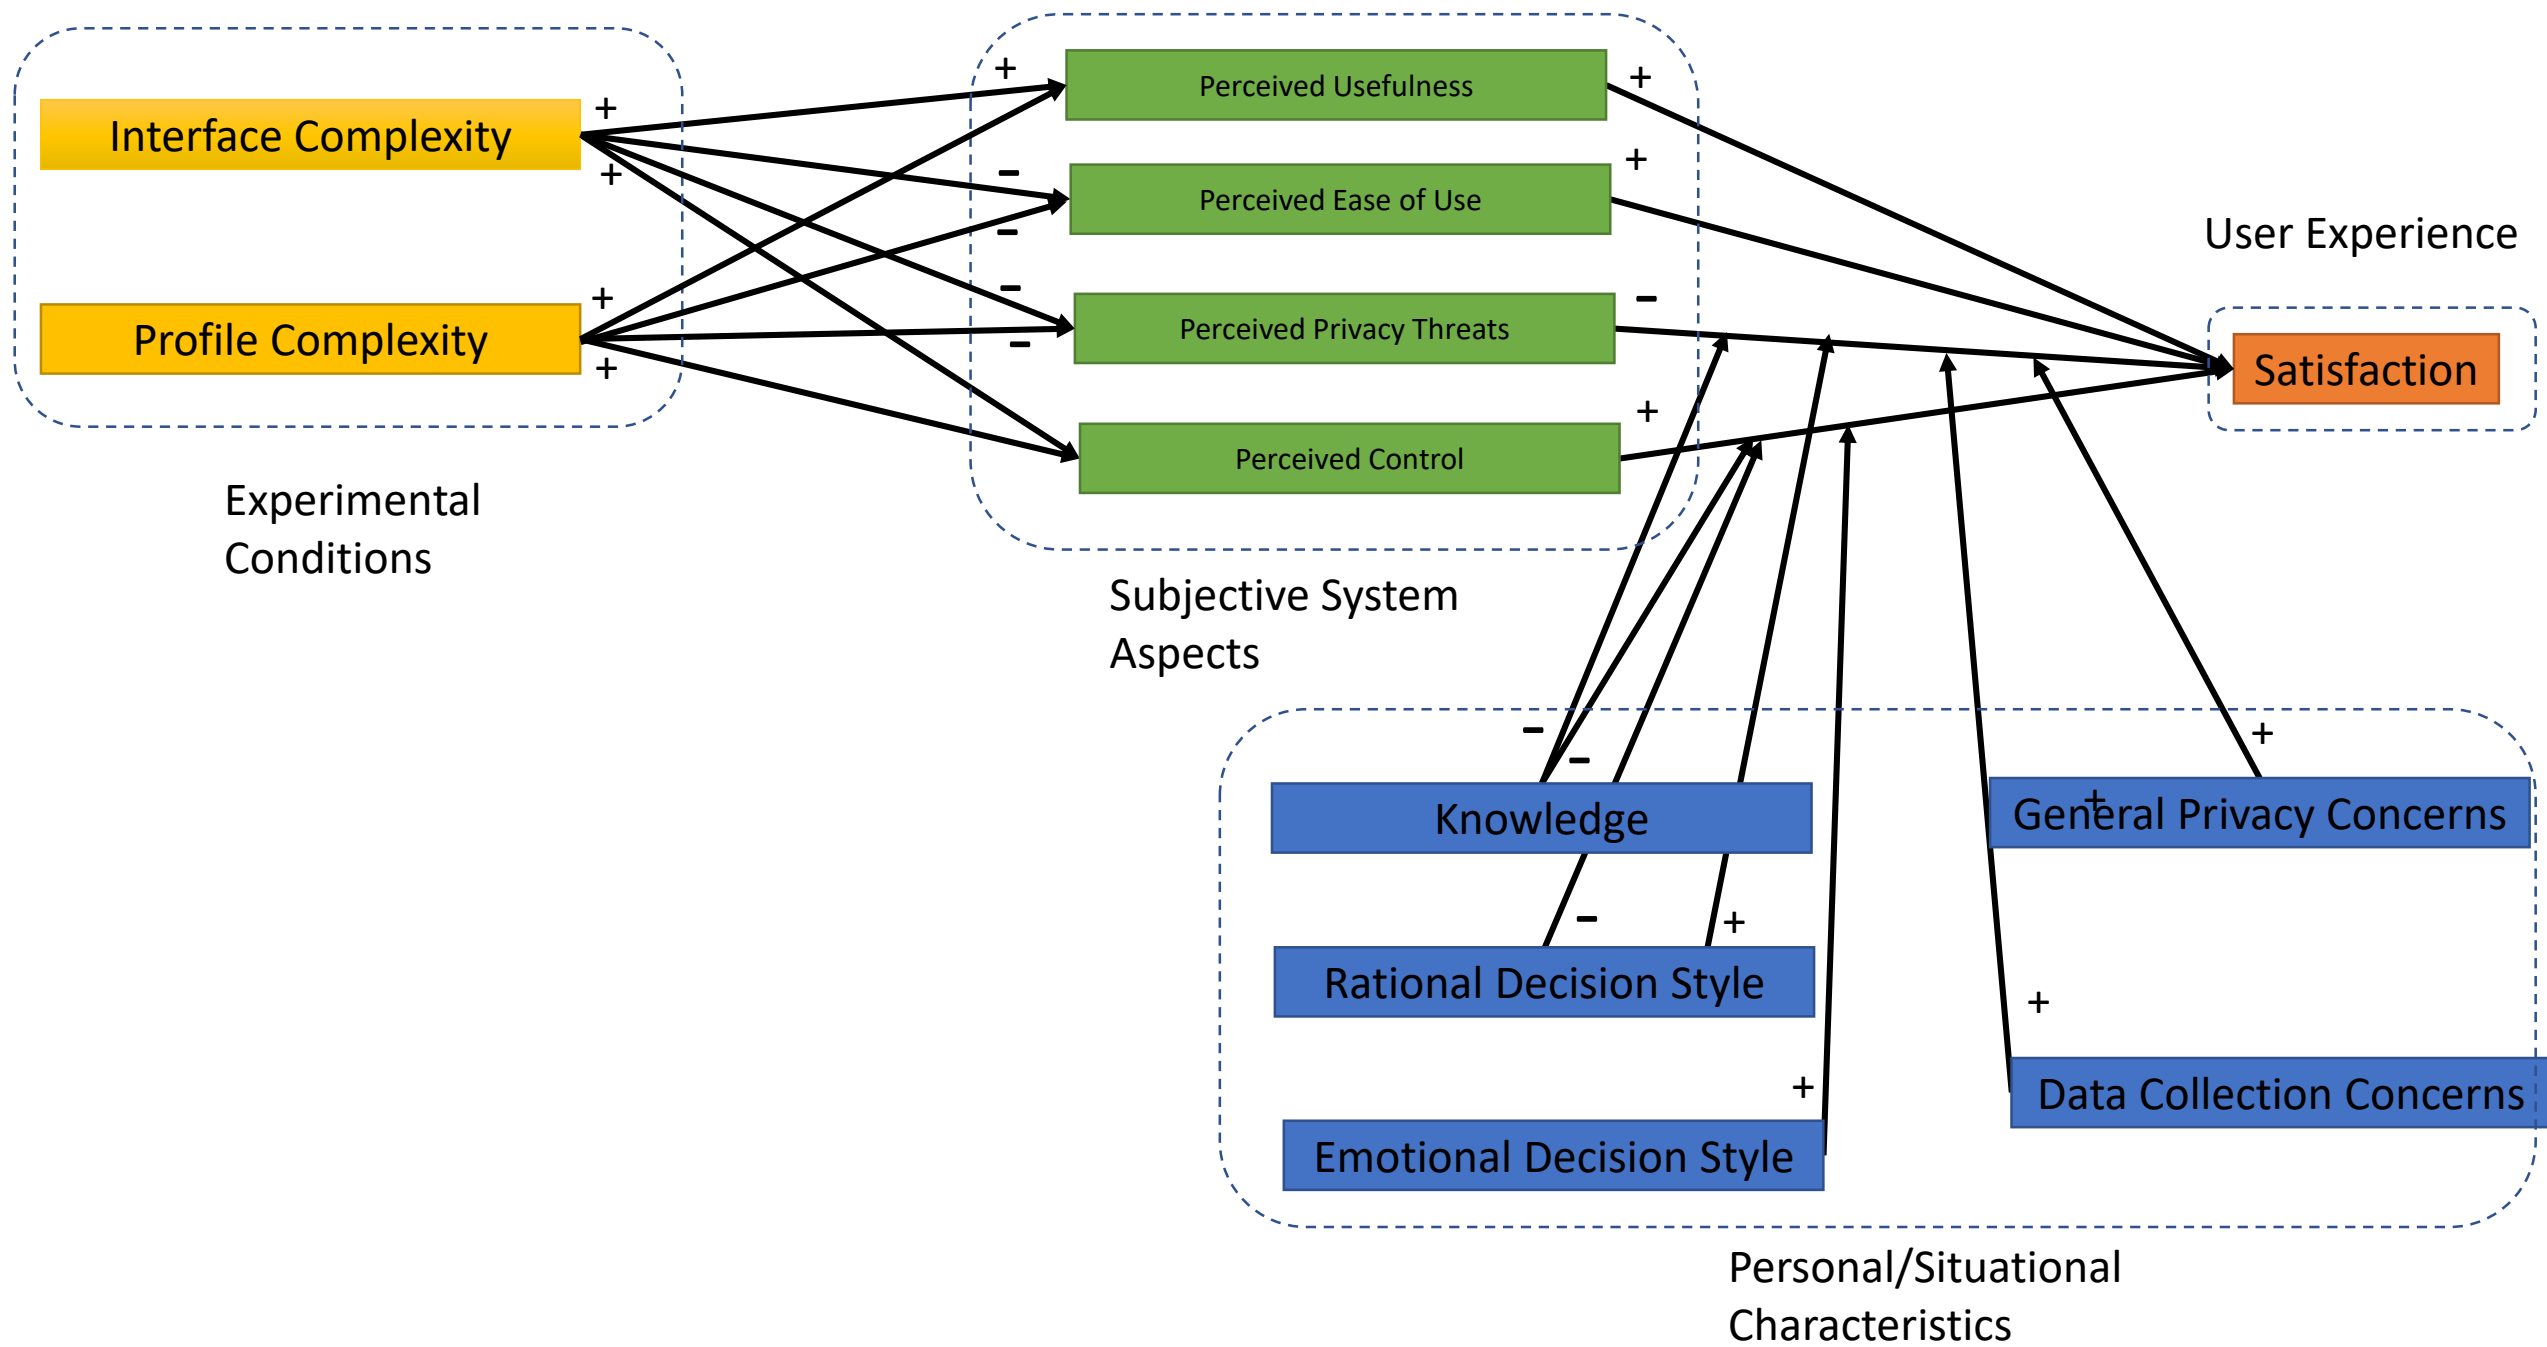 +
Perceived Usefulness
+
+
Interface Complexity
+
-
Perceived Ease of Use
+
-
User Experience
+
Profile Complexity
+
-
-
Perceived Privacy Threats
-
Satisfaction
+
Perceived Control
Experimental
Conditions
Subjective System
Aspects
-
-
+
Knowledge
+
General Privacy Concerns
-
+
Rational Decision Style
+
+
Data Collection Concerns
Emotional Decision Style
Personal/Situational
Characteristics